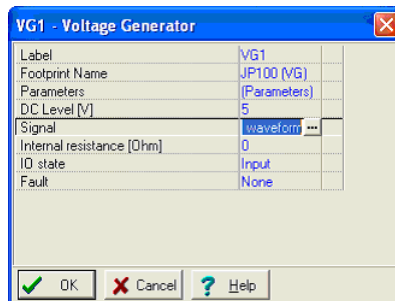 VG1 - Voltage Generator
Label VG1
Footprint Name JP100 (VG)
Parameters (Parameters)
DC Level [V] 5
Signal waveform ...
Internal resistance [Ohm] 0
IO state Input
Fault None
OK Cancel ? Help